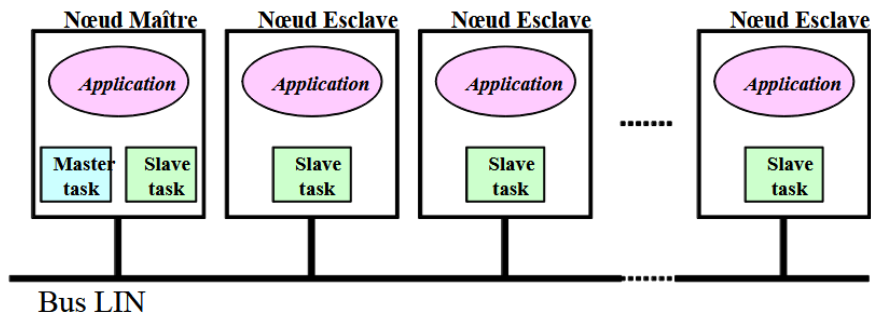 Nœud Maître
Nœud Esclave
Nœud Esclave
Nœud Esclave
Application
Application
Application
Application
Master
task
Slave
task
Slave
task
Slave
task
Slave
task
Bus LIN